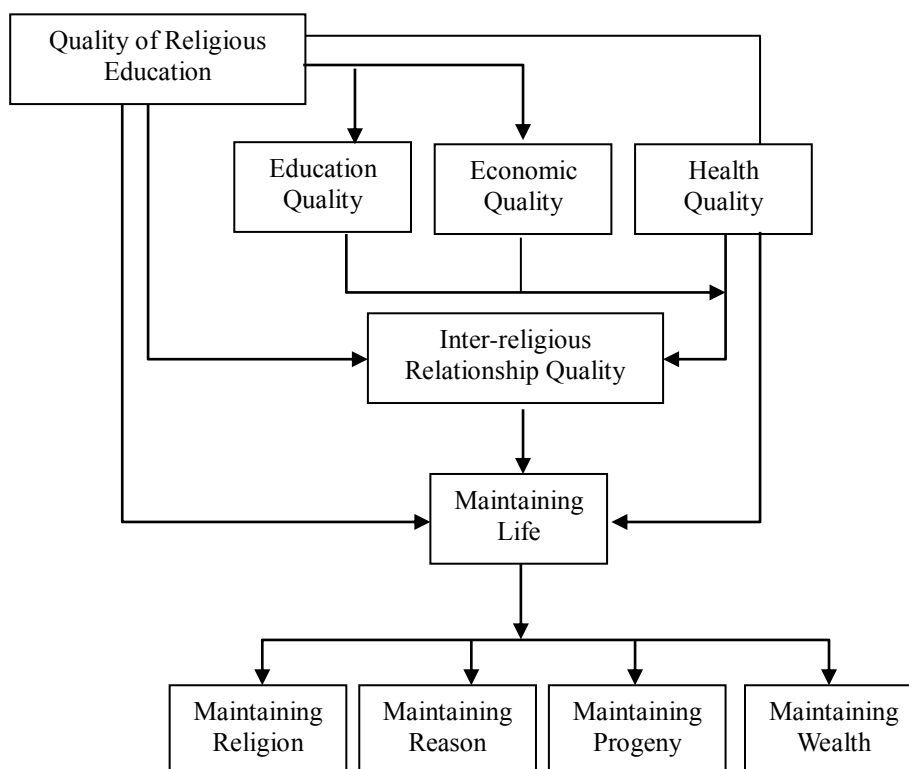 Quality of Religious
Education
Education
Quality
Economic
Quality
Health
Quality
Inter-religious
Relationship Quality
Maintaining
Life
Maintaining
Religion
Maintaining
Reason
Maintaining
Progeny
Maintaining
Wealth